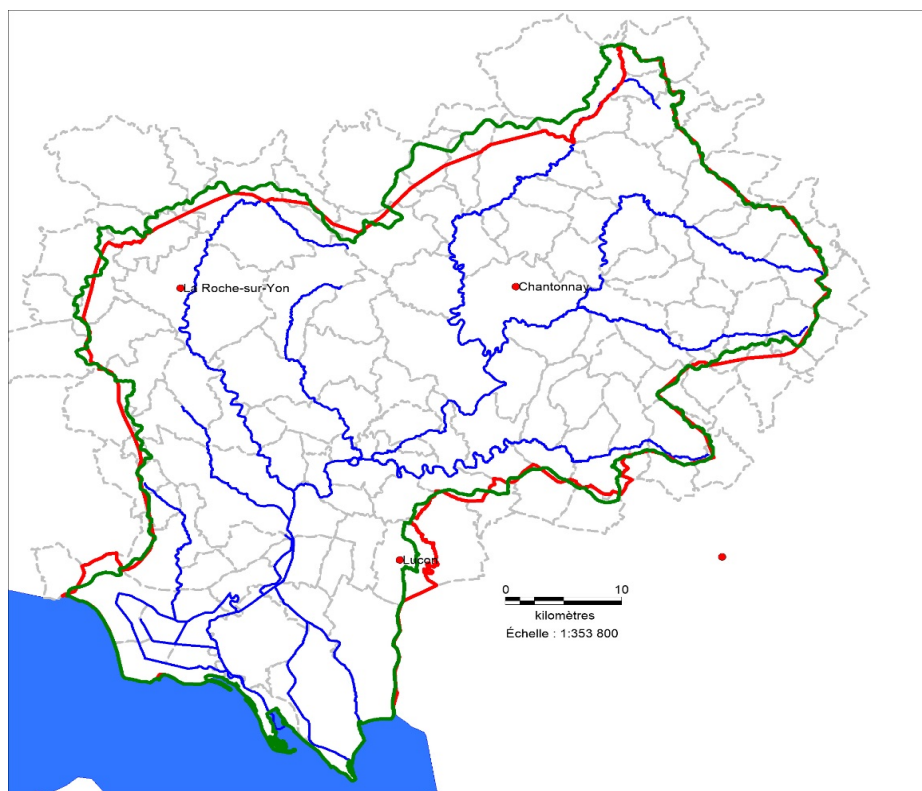 La Roche-sur-Yon
Chantonnay
Luçon
0 10
kilomètres
Échelle : 1:353 800